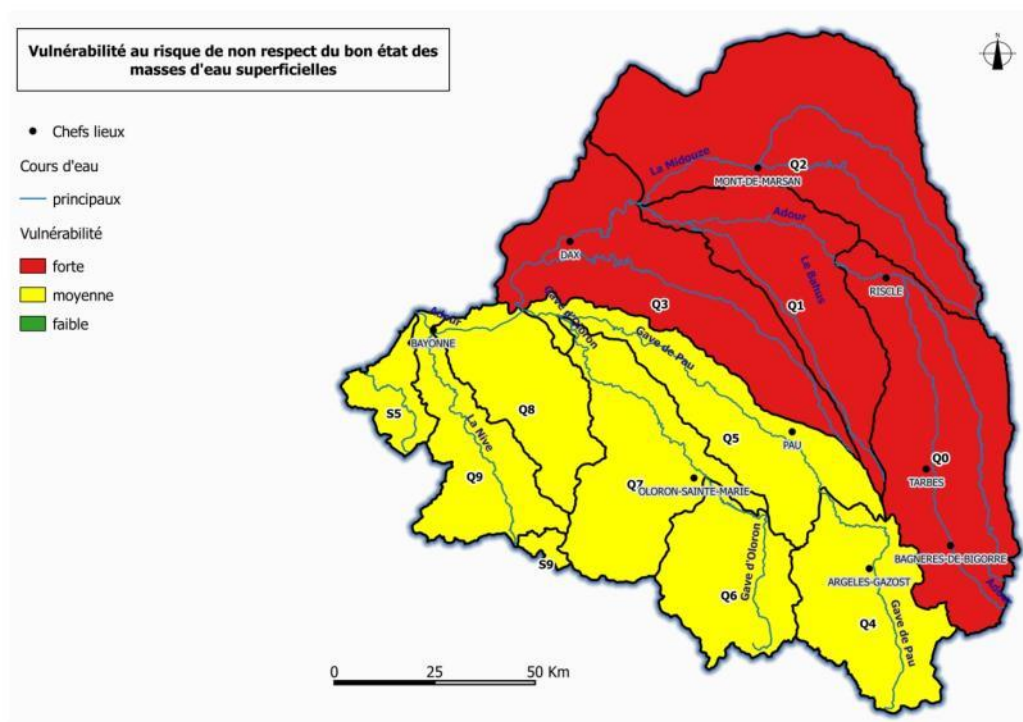 Vulnérabilité au risque de non respect du bon état des
masses d'eau superficielles
N
Chefs lieux
Cours d'eau
principaux
Vulnérabilité
forte
moyenne
faible
La Midouze
Q2
MONT-DE-MARSAN
Adour
DAX
Le Bahus
RISCLE
Q3
Q1
Adour
Gave d'Oloron
BAYONNE
Gave de Pau
S5
Q8
La Nive
Q5
PAU
Q0
TARBES
Q9
Q7
OLORON-SAINTE-MARIE
S9
Gave d'Oloron
BAGNERES-DE-BIGORRE
ARGELES-GAZOST
Adour
Q6
Q4
Gave de Pau
0 25 50 Km